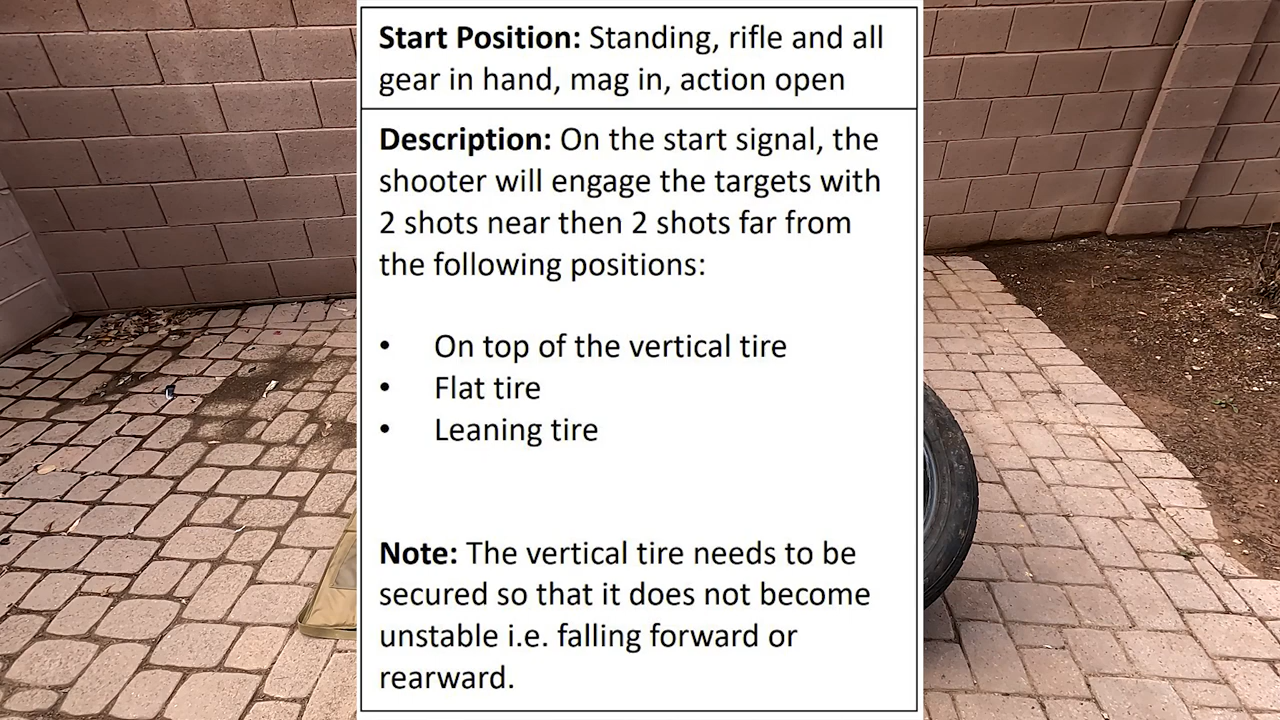 Start Position: Standing, rifle and all
gear in hand, mag in, action open
Description: On the start signal, the
shooter will engage the targets with
2 shots near then 2 shots far from
the following positions:
• On top of the vertical tire
• Flat tire
• Leaning tire
Note: The vertical tire needs to be
secured so that it does not become
unstable i.e. falling forward or
rearward.